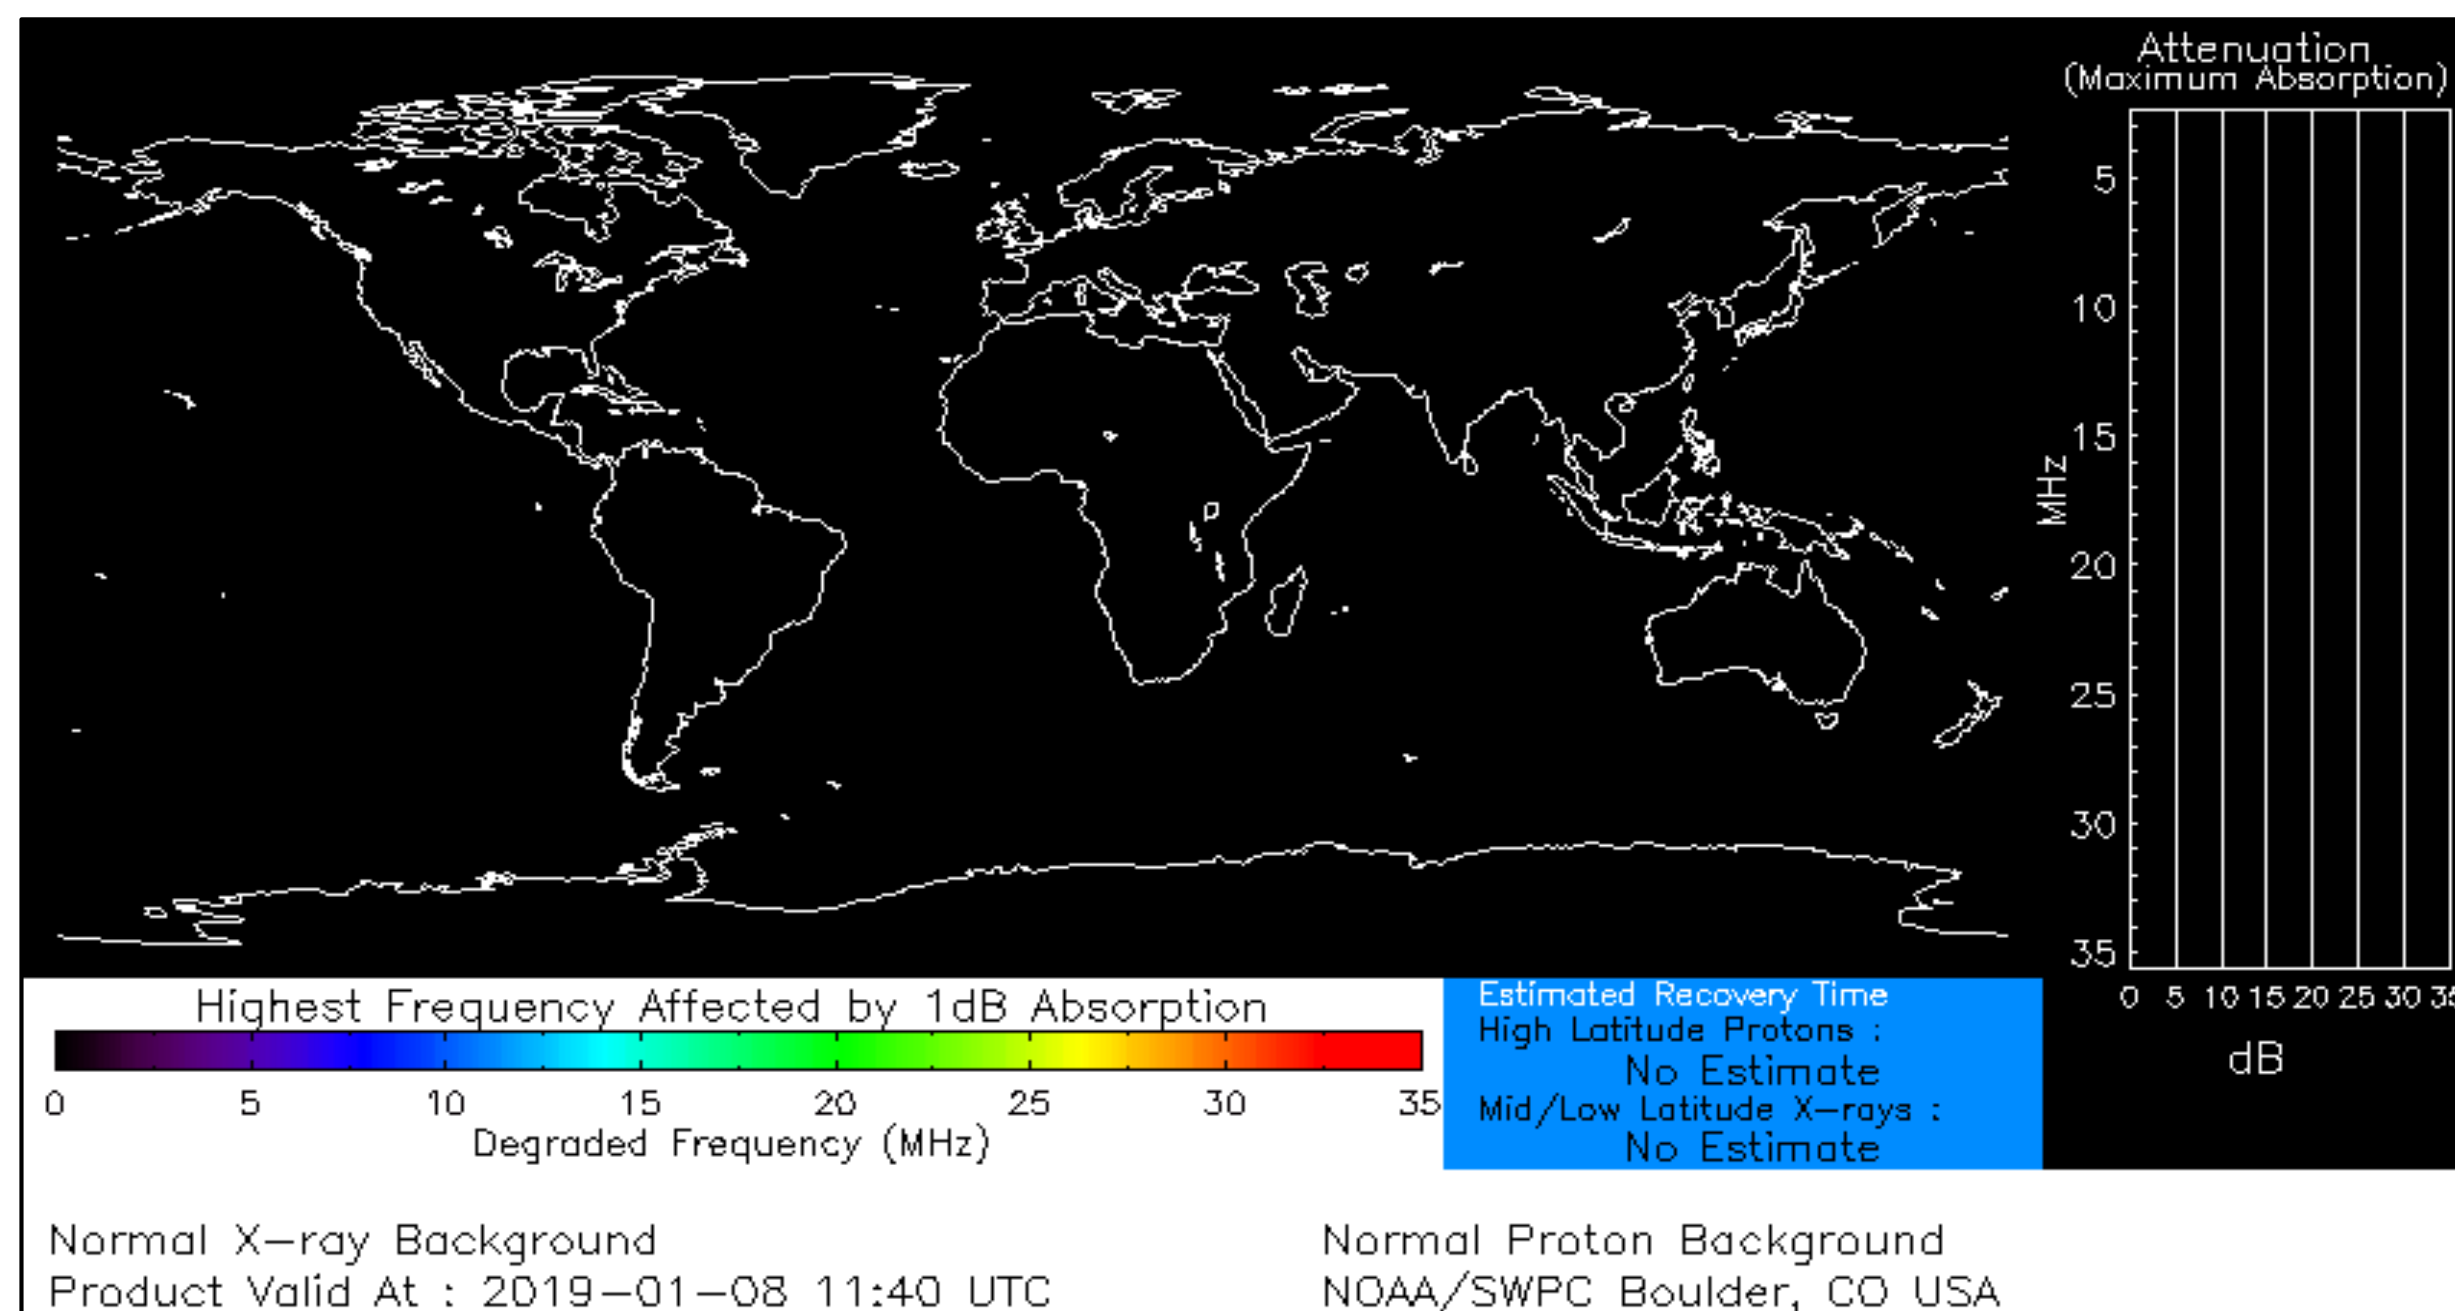 Attenuation
(Maximum Absorption)
5
10
15
20
25
30
35
MHz
0 5 10 15 20 25 30
dB
Highest Frequency Affected by 1dB Absorption
0 5 10 15 20 25 30 35
Degraded Frequency (MHz)
Estimated Recovery Time
High Latitude Protons :
No Estimate
Mid/Low Latitude X-rays :
No Estimate
Normal X-ray Background
Normal Proton Background
Product Valid At : 2019-01-08 11:40 UTC
NOAA/SWPC Boulder, CO USA